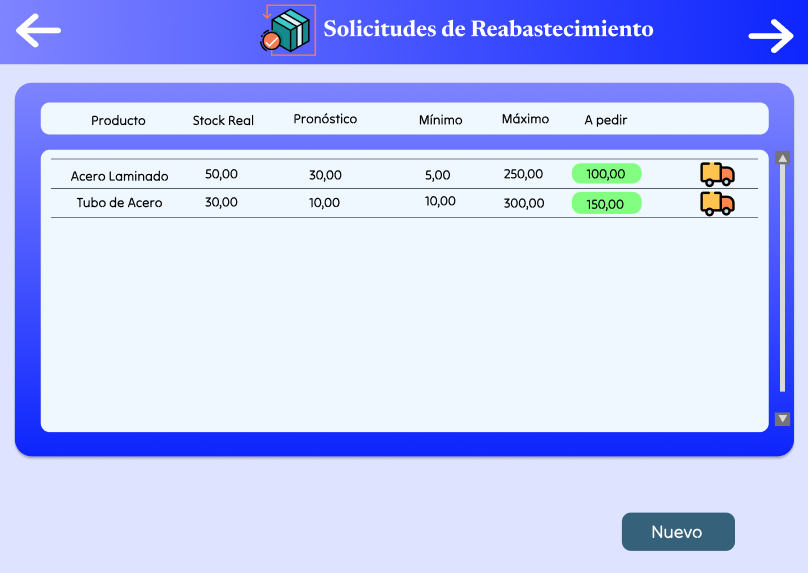 Solicitudes de Reabastecimiento
Producto Stock Real Pronóstico Mínimo Máximo A pedir
Acero Laminado 50,00 30,00 5,00 250,00 100,00
Tubo de Acero 30,00 10,00 10,00 300,00 150,00
Nuevo